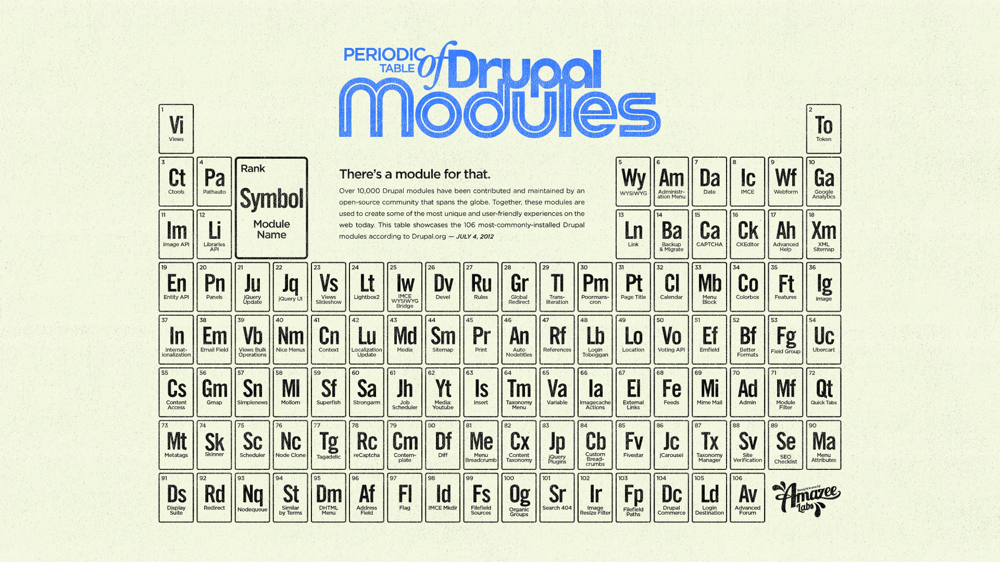 PERIODIC
TABLE
of Drupal
Modules
1
Vi
Views
2
To
Token
3
Ct
Ctools
4
Pa
Pathauto
Rank
Symbol
Module
Name
There's a module for that.
Over 10,000 Drupal modules have been contributed and maintained by an
open-source community that spans the globe. Together, these modules are
used to create some of the most unique and user-friendly experiences on the
web today. This table showcases the 106 most-commonly-installed Drupal
modules according to Drupal.org — JULY 4, 2012
5
Wy
WYSIWYG
6
Am
Administr-
ation Menu
7
Da
Date
8
Ic
IMCE
9
Wf
Webform
10
Ga
Google
Analytics
11
Im
Image API
12
Li
Libraries
API
13
Ln
Link
14
Ba
Backup
& Migrate
15
Ca
CAPTCHA
16
Ck
CKEditor
17
Ah
Advanced
Help
18
Xm
XML
Sitemap
19
En
Entity API
20
Pn
Panels
21
Ju
jQuery
Update
22
Jq
jQuery UI
23
Vs
Views
Slideshow
24
Lt
Lightbox2
25
Iw
IMCE
WYSIWYG
Bridge
26
Dv
Devel
27
Ru
Rules
28
Gr
Global
Redirect
29
Tl
Trans-
literation
30
Pm
Poormans-
cron
31
Pt
Page Title
32
Cl
Calendar
33
Mb
Menu
Block
34
Co
Colorbox
35
Ft
Features
36
Ig
Image
37
In
Internat-
ionalization
38
Em
Email Field
39
Vb
Views Bulk
Operations
40
Nm
Nice Menus
41
Cn
Context
42
Lu
Localization
Update
43
Md
Media
44
Sm
Sitemap
45
Pr
Print
46
An
Auto
Nodetitles
47
Rf
References
48
Lb
Login
Toboggan
49
Lo
Location
50
Vo
Voting API
51
Ef
Emfield
52
Bf
Better
Formats
53
Fg
Field Group
54
Uc
Ubercart
55
Cs
Content
Access
56
Gm
Gmap
57
Sn
Simplenews
58
Ml
Mollom
59
Sf
Superfish
60
Sa
Strongarm
61
Jh
Job
Scheduler
62
Yt
Media:
Youtube
63
Is
Insert
64
Tm
Taxonomy
Menu
65
Va
Variable
66
Ia
Imagecache
Actions
67
El
External
Links
68
Fe
Feeds
69
Mi
Mime Mail
70
Ad
Admin
71
Mf
Module
Filter
72
Qt
Quick Tabs
73
Mt
Metatags
74
Sk
Skinner
75
Sc
Scheduler
76
Nc
Node Clone
77
Tg
Tagadelic
78
Rc
reCaptcha
79
Cm
Contem-
plate
80
Df
Diff
81
Me
Menu
Breadcrumb
82
Cx
Content
Taxonomy
83
Jp
jQuery
Plugins
84
Cb
Custom
Bread-
crumbs
85
Fv
Fivestar
86
Jc
jCarousel
87
Tx
Taxonomy
Manager
88
Sv
Site
Verification
89
Se
SEO
Checklist
90
Ma
Menu
Attributes
91
Ds
Display
Suite
92
Rd
Redirect
93
Nq
Nodequeue
94
St
Similar
by Terms
95
Dm
DHTML
Menu
96
Af
Address
Field
97
Fl
Flag
98
Id
IMCE Mkdir
99
Fs
Filefield
Sources
100
Og
Organic
Groups
101
Sr
Search 404
102
Ir
Image
Resize Filter
103
Fp
Filefield
Paths
104
Dc
Drupal
Commerce
105
Ld
Login
Destination
106
Av
Advanced
Forum
Brought to you by
Amazee
Labs